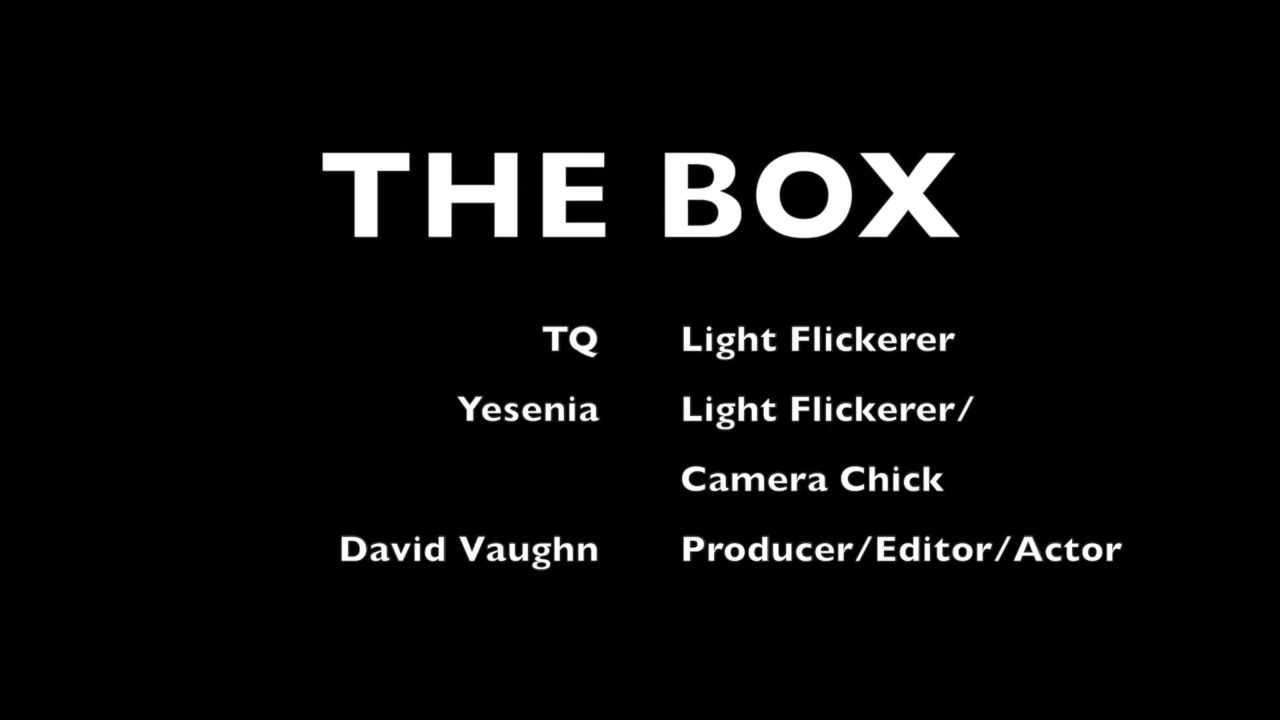 THE BOX
TQ Light Flickerer
Yesenia Light Flickerer/
Camera Chick
David Vaughn Producer/Editor/Actor